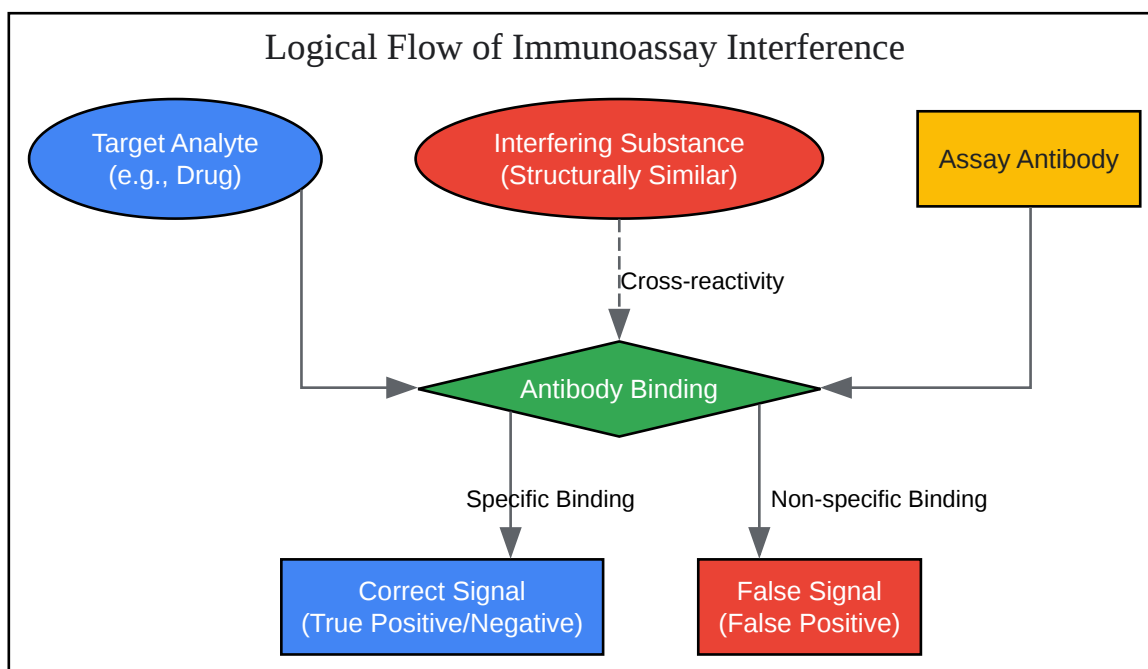 Logical Flow of Immunoassay Interference
Target Analyte
(e.g., Drug)
Interfering Substance
(Structurally Similar)
Assay Antibody
Cross-reactivity
Antibody Binding
Specific Binding
Non-specific Binding
Correct Signal
(True Positive/Negative)
False Signal
(False Positive)